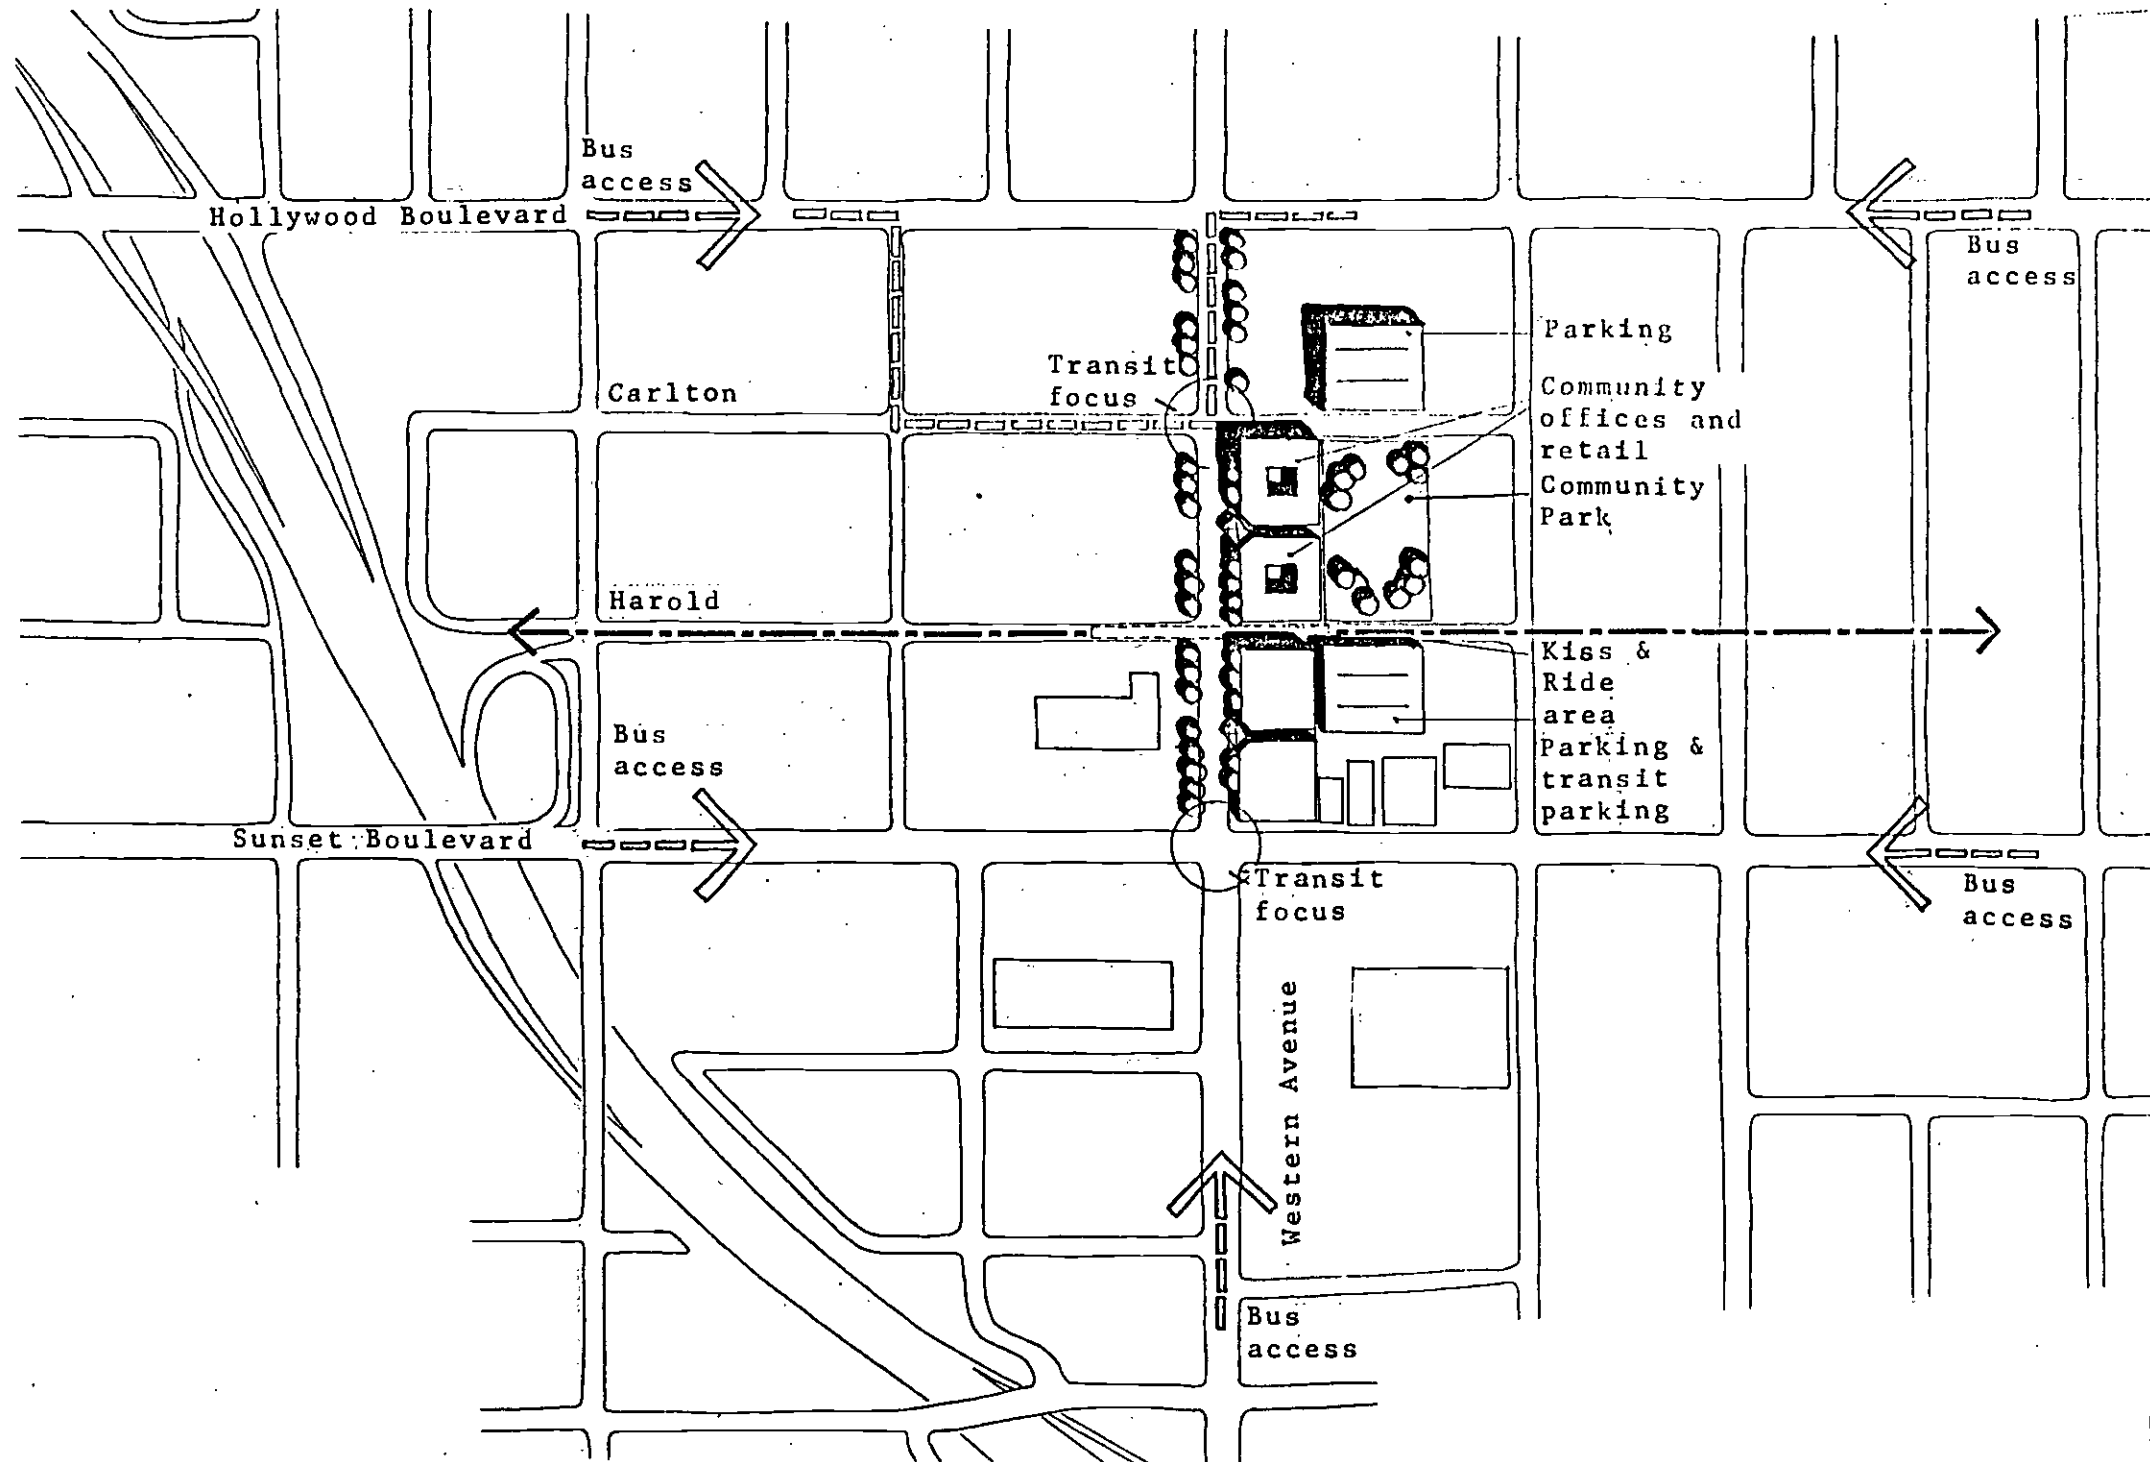 Bus
access
Hollywood Boulevard
Bus
access
Parking
Transit
focus
Carlton
Community
offices and
retail
Community
Park
Harold
Kiss &
Ride
area
Bus
access
Parking &
transit
parking
Sunset Boulevard
Transit
focus
Bus
access
Western Avenue
Bus
access